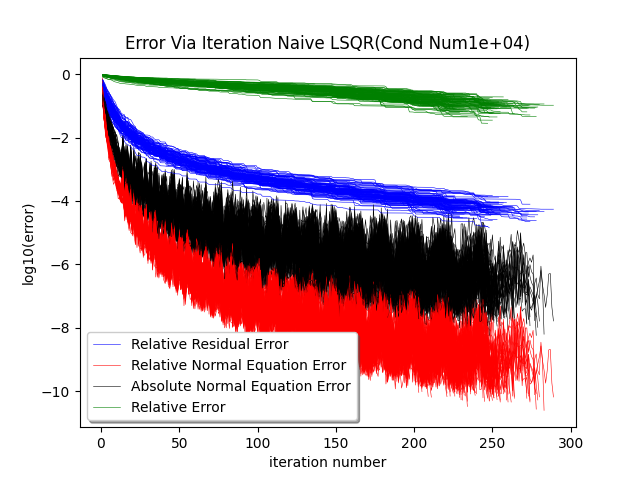 Error Via Iteration Naive LSQR(Cond Num1e+04)
log10(error)
0
−2
−4
−6
−8
−10
Relative Residual Error
Relative Normal Equation Error
Absolute Normal Equation Error
Relative Error
0 50 100 150 200 250 300
iteration number